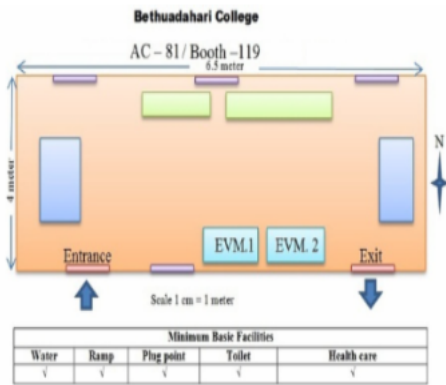 Bethuadahari College
AC – 81/ Booth –119
6.5 meter
4 meter
N
EVM.1 EVM. 2
Entrance
Exit
Scale 1 cm = 1 meter
Minimum Basic Facilities
Water Ramp Plug point Toilet Health care
√ √ √ √ √